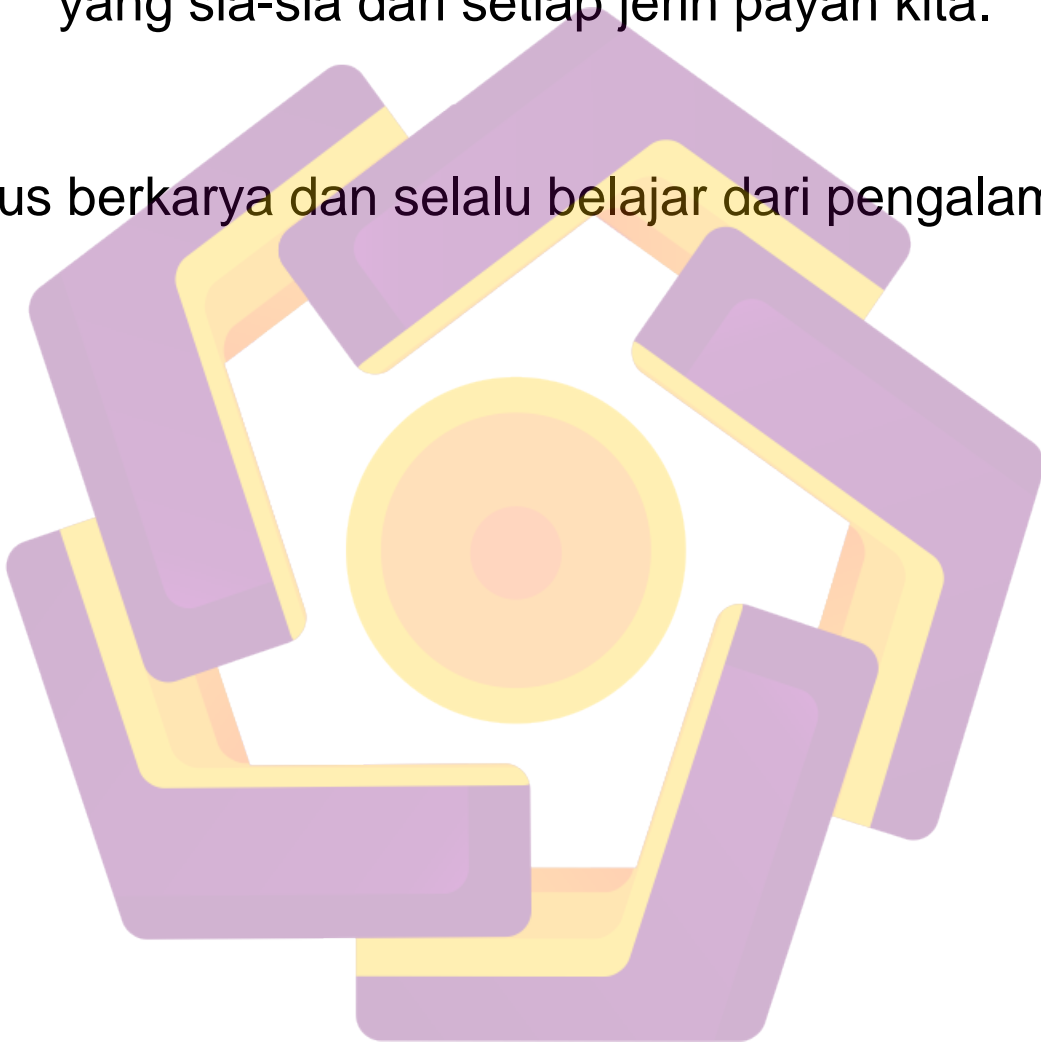 yang sia-sia dari setiap jerih payah kita.
us berkarya dan selalu belajar dari pengalam